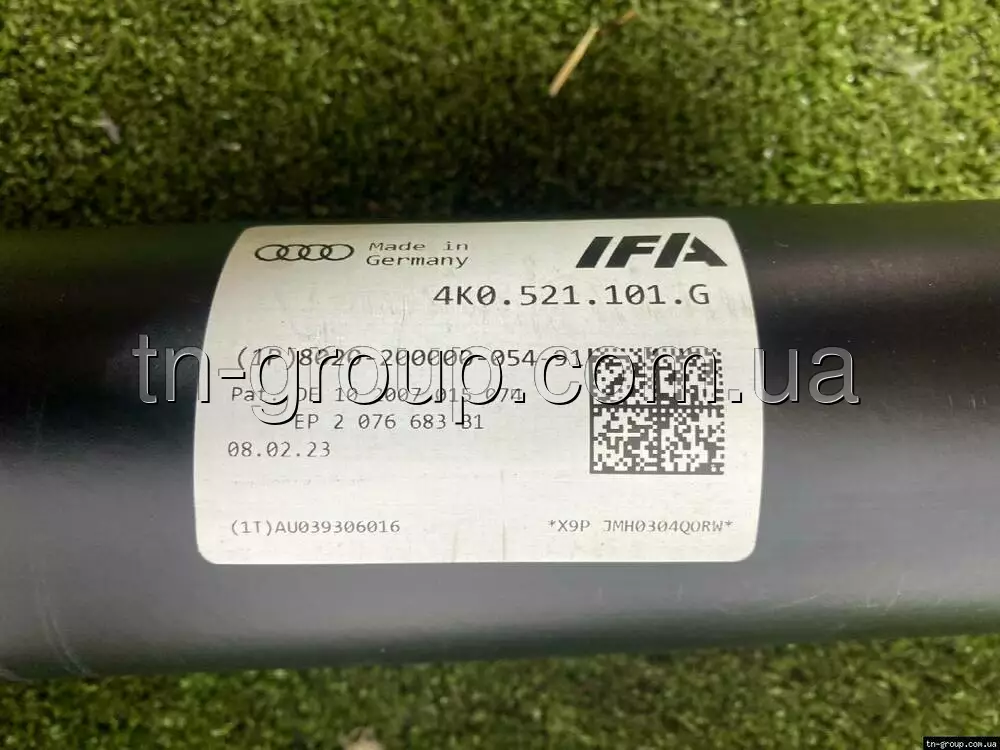 Made in
Germany
IFA
4K0.521.101.G
tn-group.com.ua
EP 2 076 683 B1
08.02.23
(1T)AU039306016
*X9P JMH0304QORW*
tn-group.com.ua